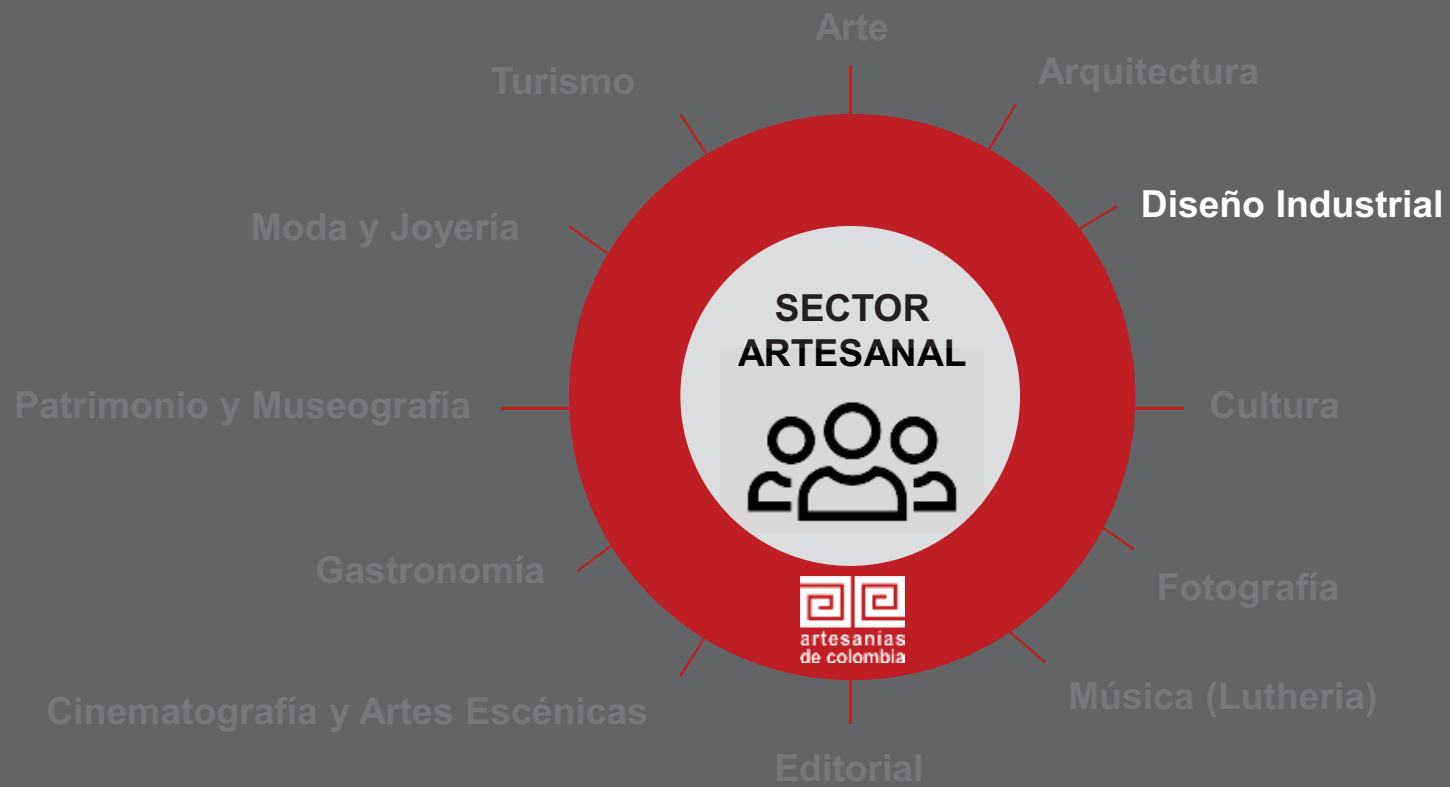 Arte
Turismo
Arquitectura
Diseño Industrial
Moda y Joyería
SECTOR
ARTESANAL
Patrimonio y Museografía
Cultura
Gastronomía
Fotografía
artesanías
de colombia
Música (Lutheria)
Cinematografía y Artes Escénicas
Editorial